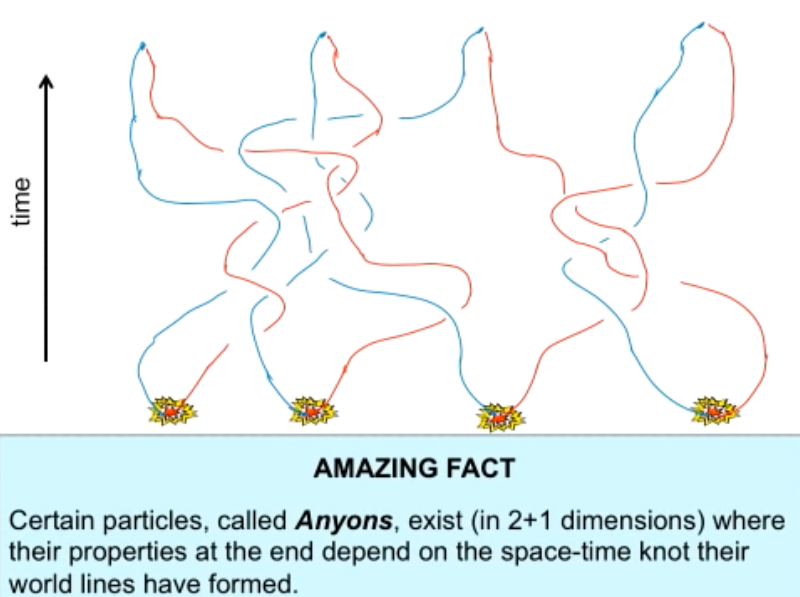 time
AMAZING FACT
Certain particles, called Anyons, exist (in 2+1 dimensions) where
their properties at the end depend on the space-time knot their
world lines have formed.